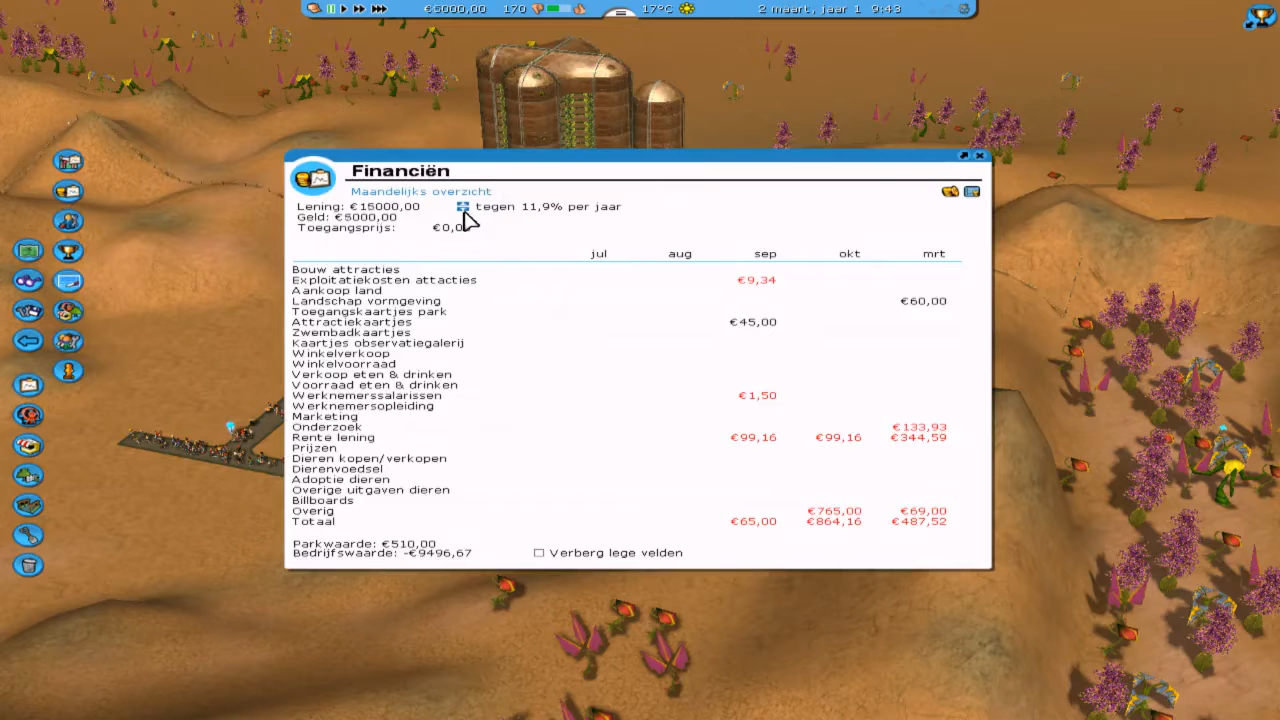 €5000,00 170 17°C 2 maart, jaar 1 9:43
Financiën
Maandelijks overzicht
Lening: €15000,00 tegen 11,9% per jaar
Geld: €5000,00
Toegangsprijs: €0,0
jul aug sep okt mrt
Bouw attracties
Exploitatiekosten attacties €9,34
Aankoop land
Landschap vormgeving €60,00
Toegangskaartjes park
Attractiekaartjes €45,00
Zwembadkaartjes
Kaartjes observatiegalerij
Winkelverkoop
Winkelvoorraad
Verkoop eten & drinken
Voorraad eten & drinken
Werknemerssalarissen €1,50
Werknemersopleiding
Marketing
Onderzoek €133,93
Rente lening €99,16 €99,16 €344,59
Prijzen
Dieren kopen/verkopen
Dierenvoedsel
Adoptie dieren
Overige uitgaven dieren
Billboards
Overig €765,00 €69,00
Totaal €65,00 €864,16 €487,52
Parkwaarde: €510,00
Bedrijfswaarde: -€9496,67 Verberg lege velden